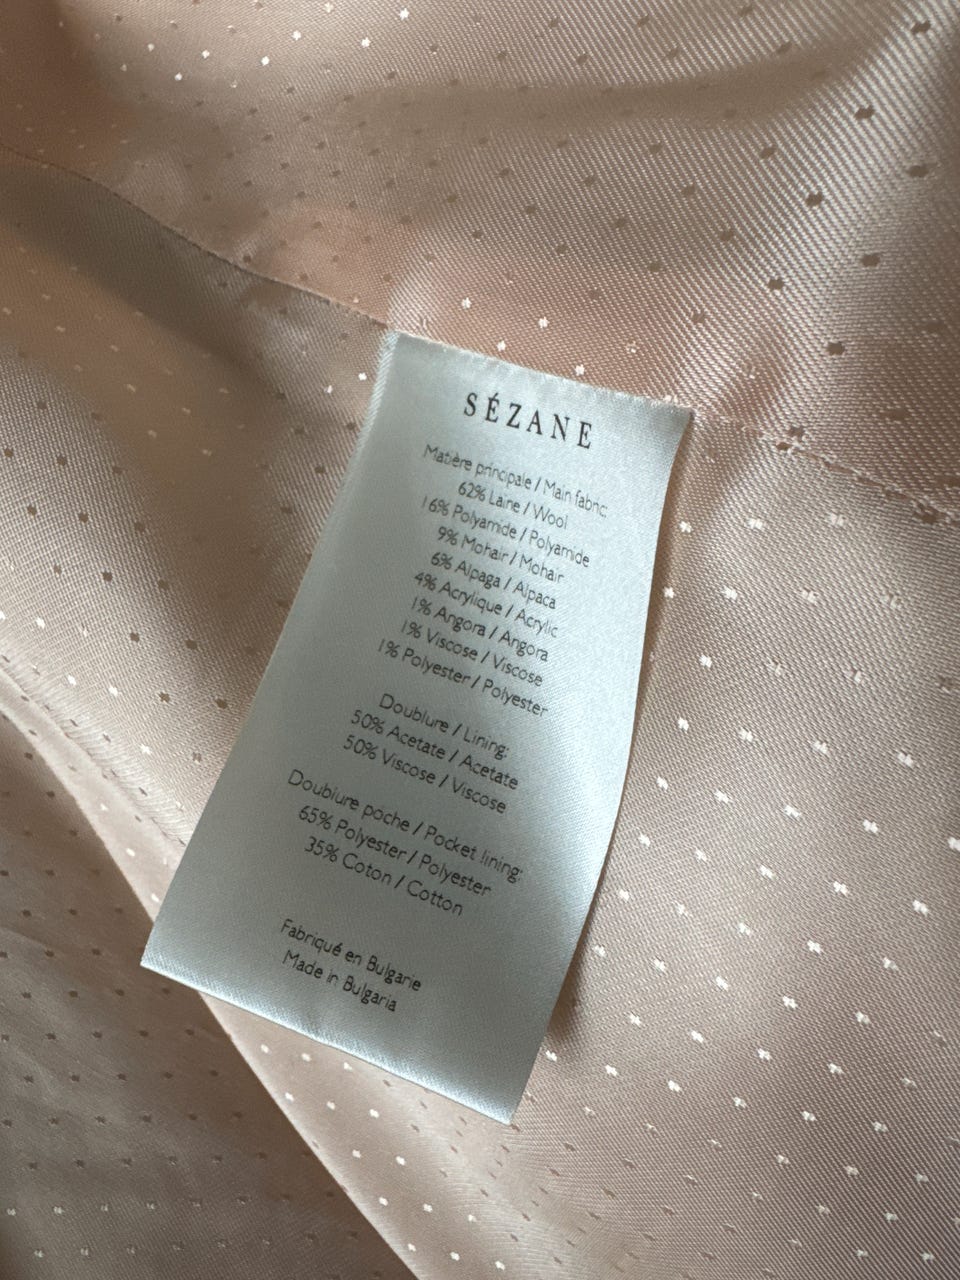 SÉZANE
Matière principale / Main fabric:
62% Laine / Wool
16% Polyamide / Polyamide
9% Mohair / Mohair
6% Alpaga / Alpaca
4% Acrylique / Acrylic
1% Angora / Angora
1% Viscose / Viscose
1% Polyester / Polyester
Doublure / Lining:
50% Acetate / Acetate
50% Viscose / Viscose
Doublure poche / Pocket lining:
65% Polyester / Polyester
35% Coton / Cotton
Fabriqué en Bulgarie
Made in Bulgaria